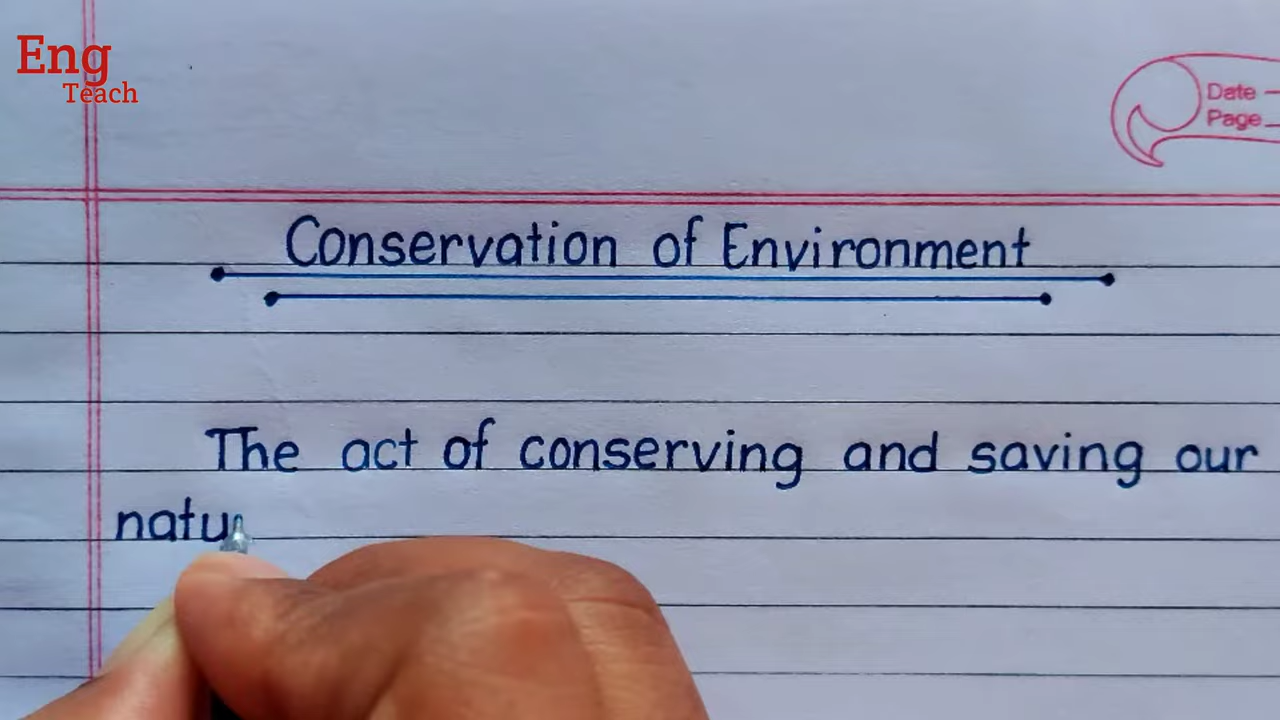 Eng
Teach
Date
Page
Conservation of Environment
The act of conserving and saving our
natu